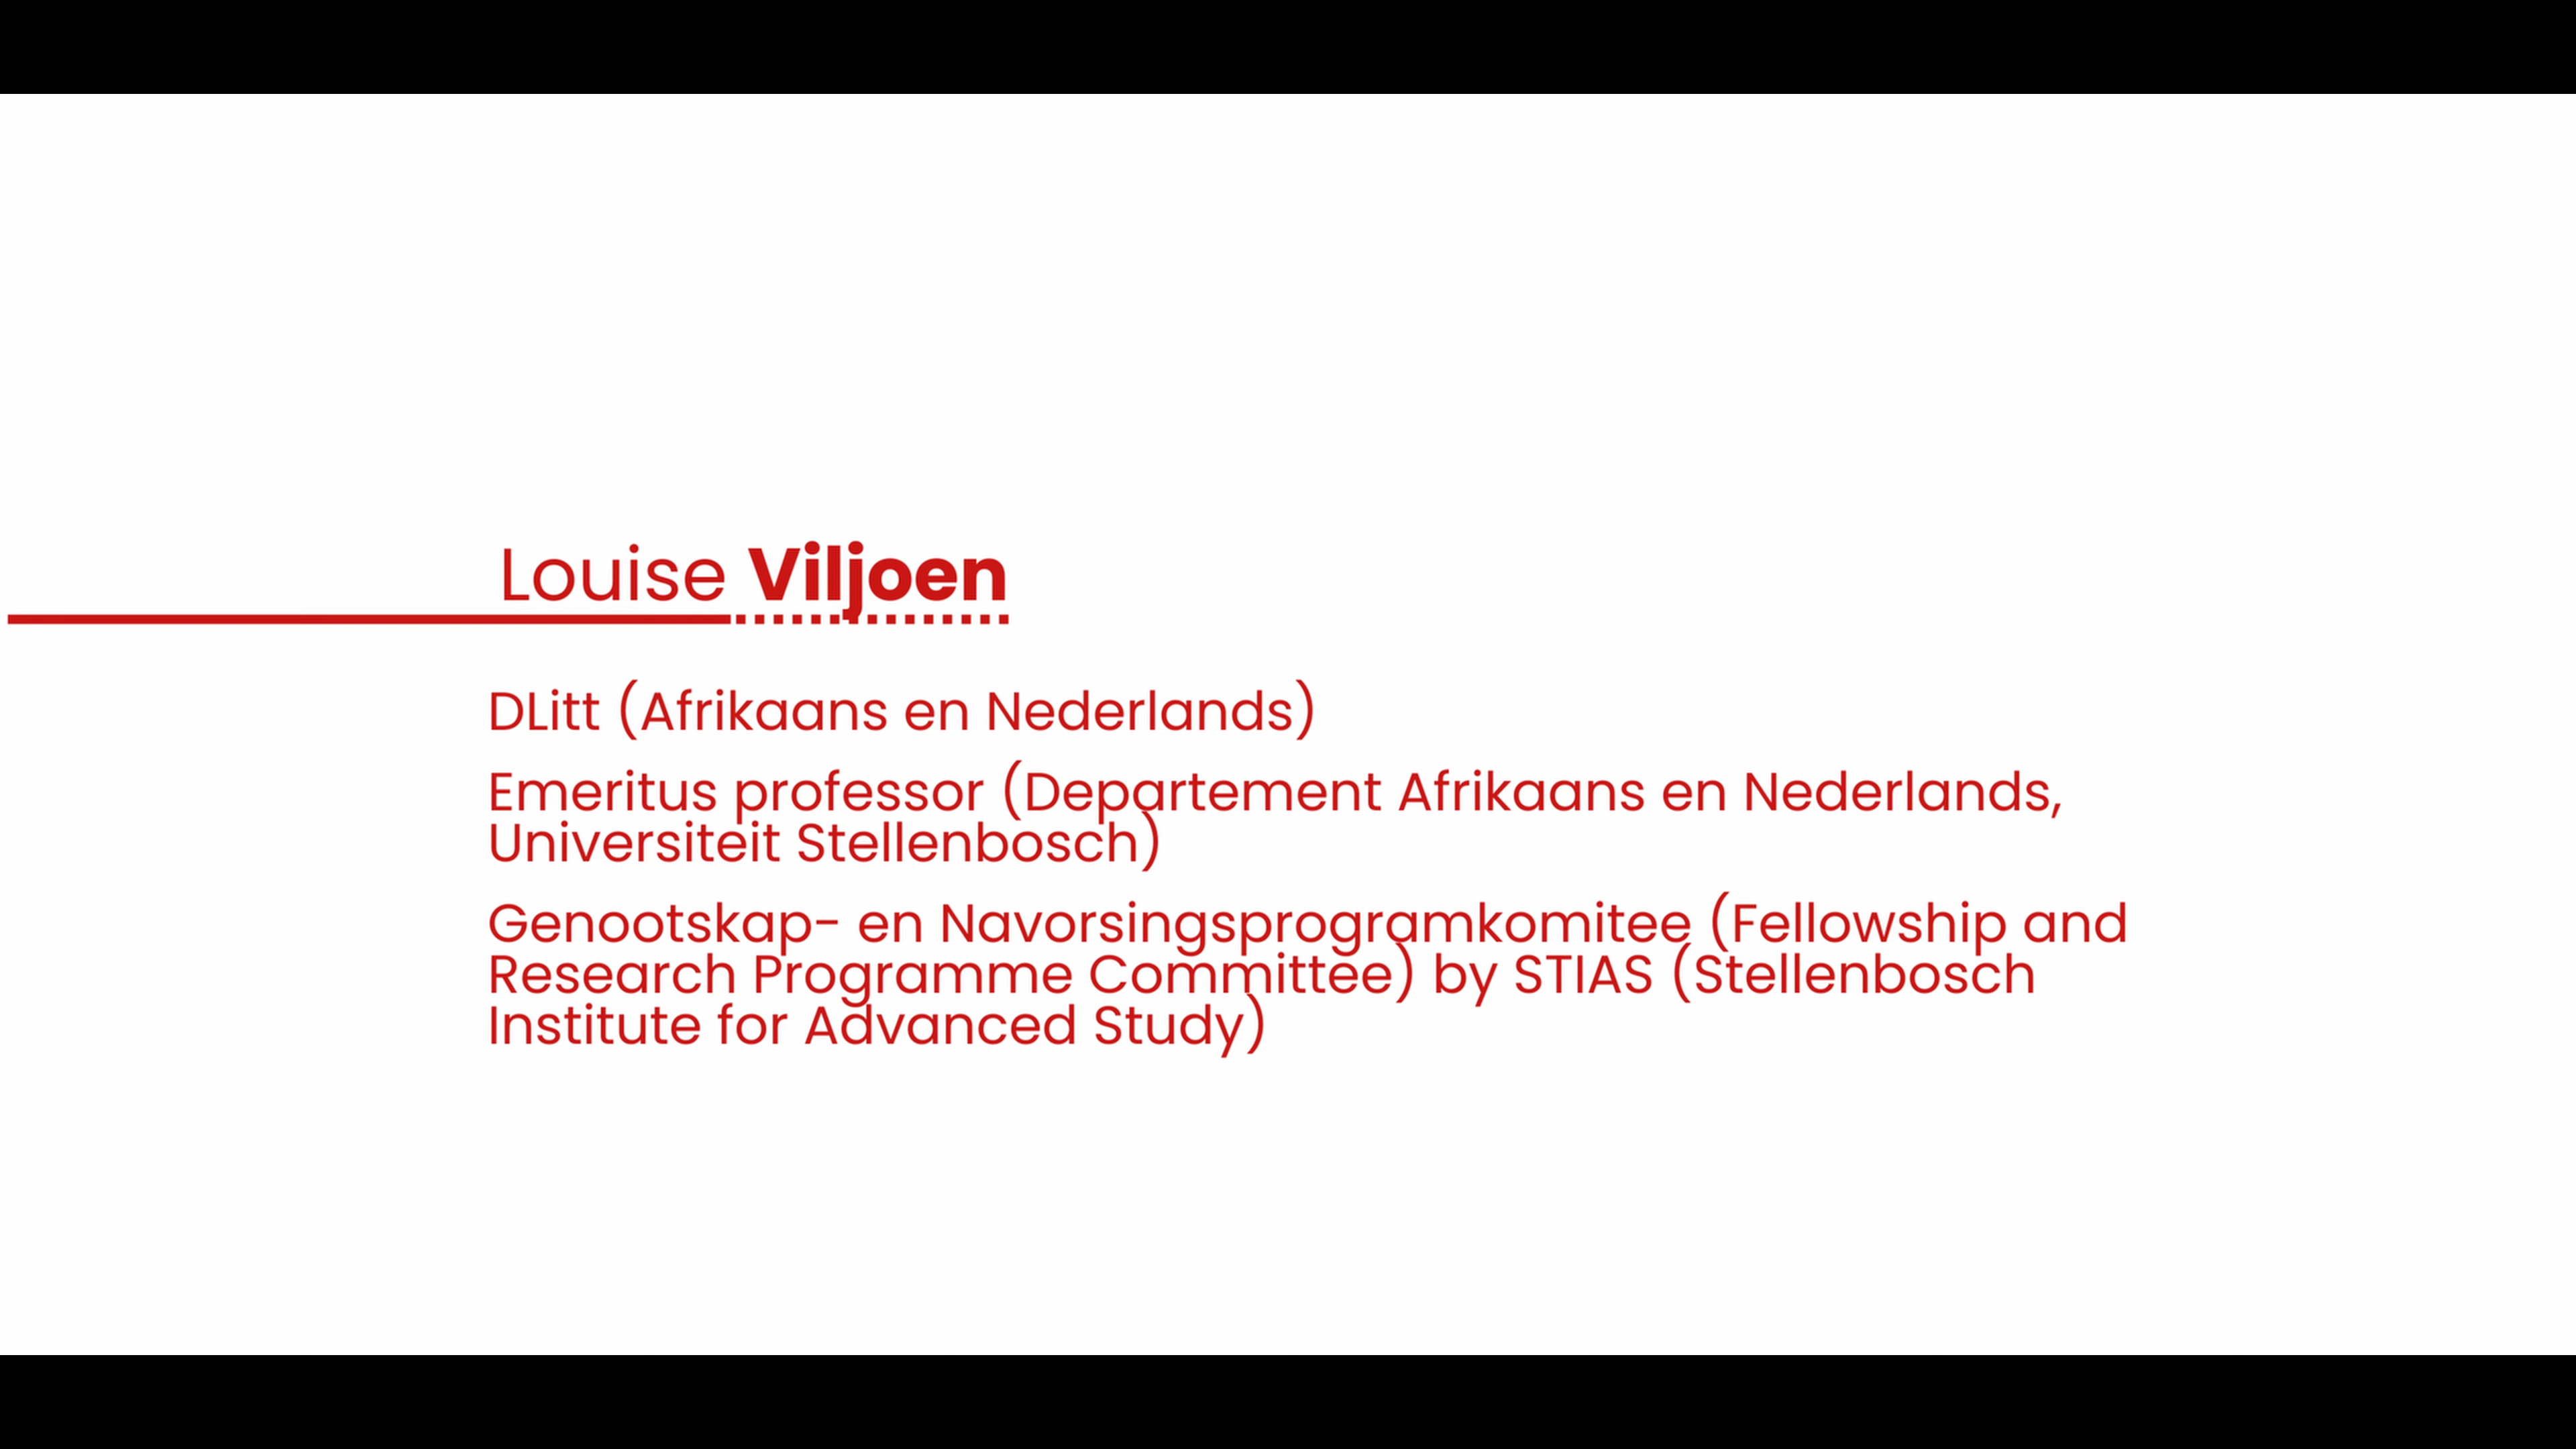 Louise Viljoen
DLitt (Afrikaans en Nederlands)
Emeritus professor (Departement Afrikaans en Nederlands,
Universiteit Stellenbosch)
Genootskap- en Navorsingsprogramkomitee (Fellowship and
Research Programme Committee) by STIAS (Stellenbosch
Institute for Advanced Study)